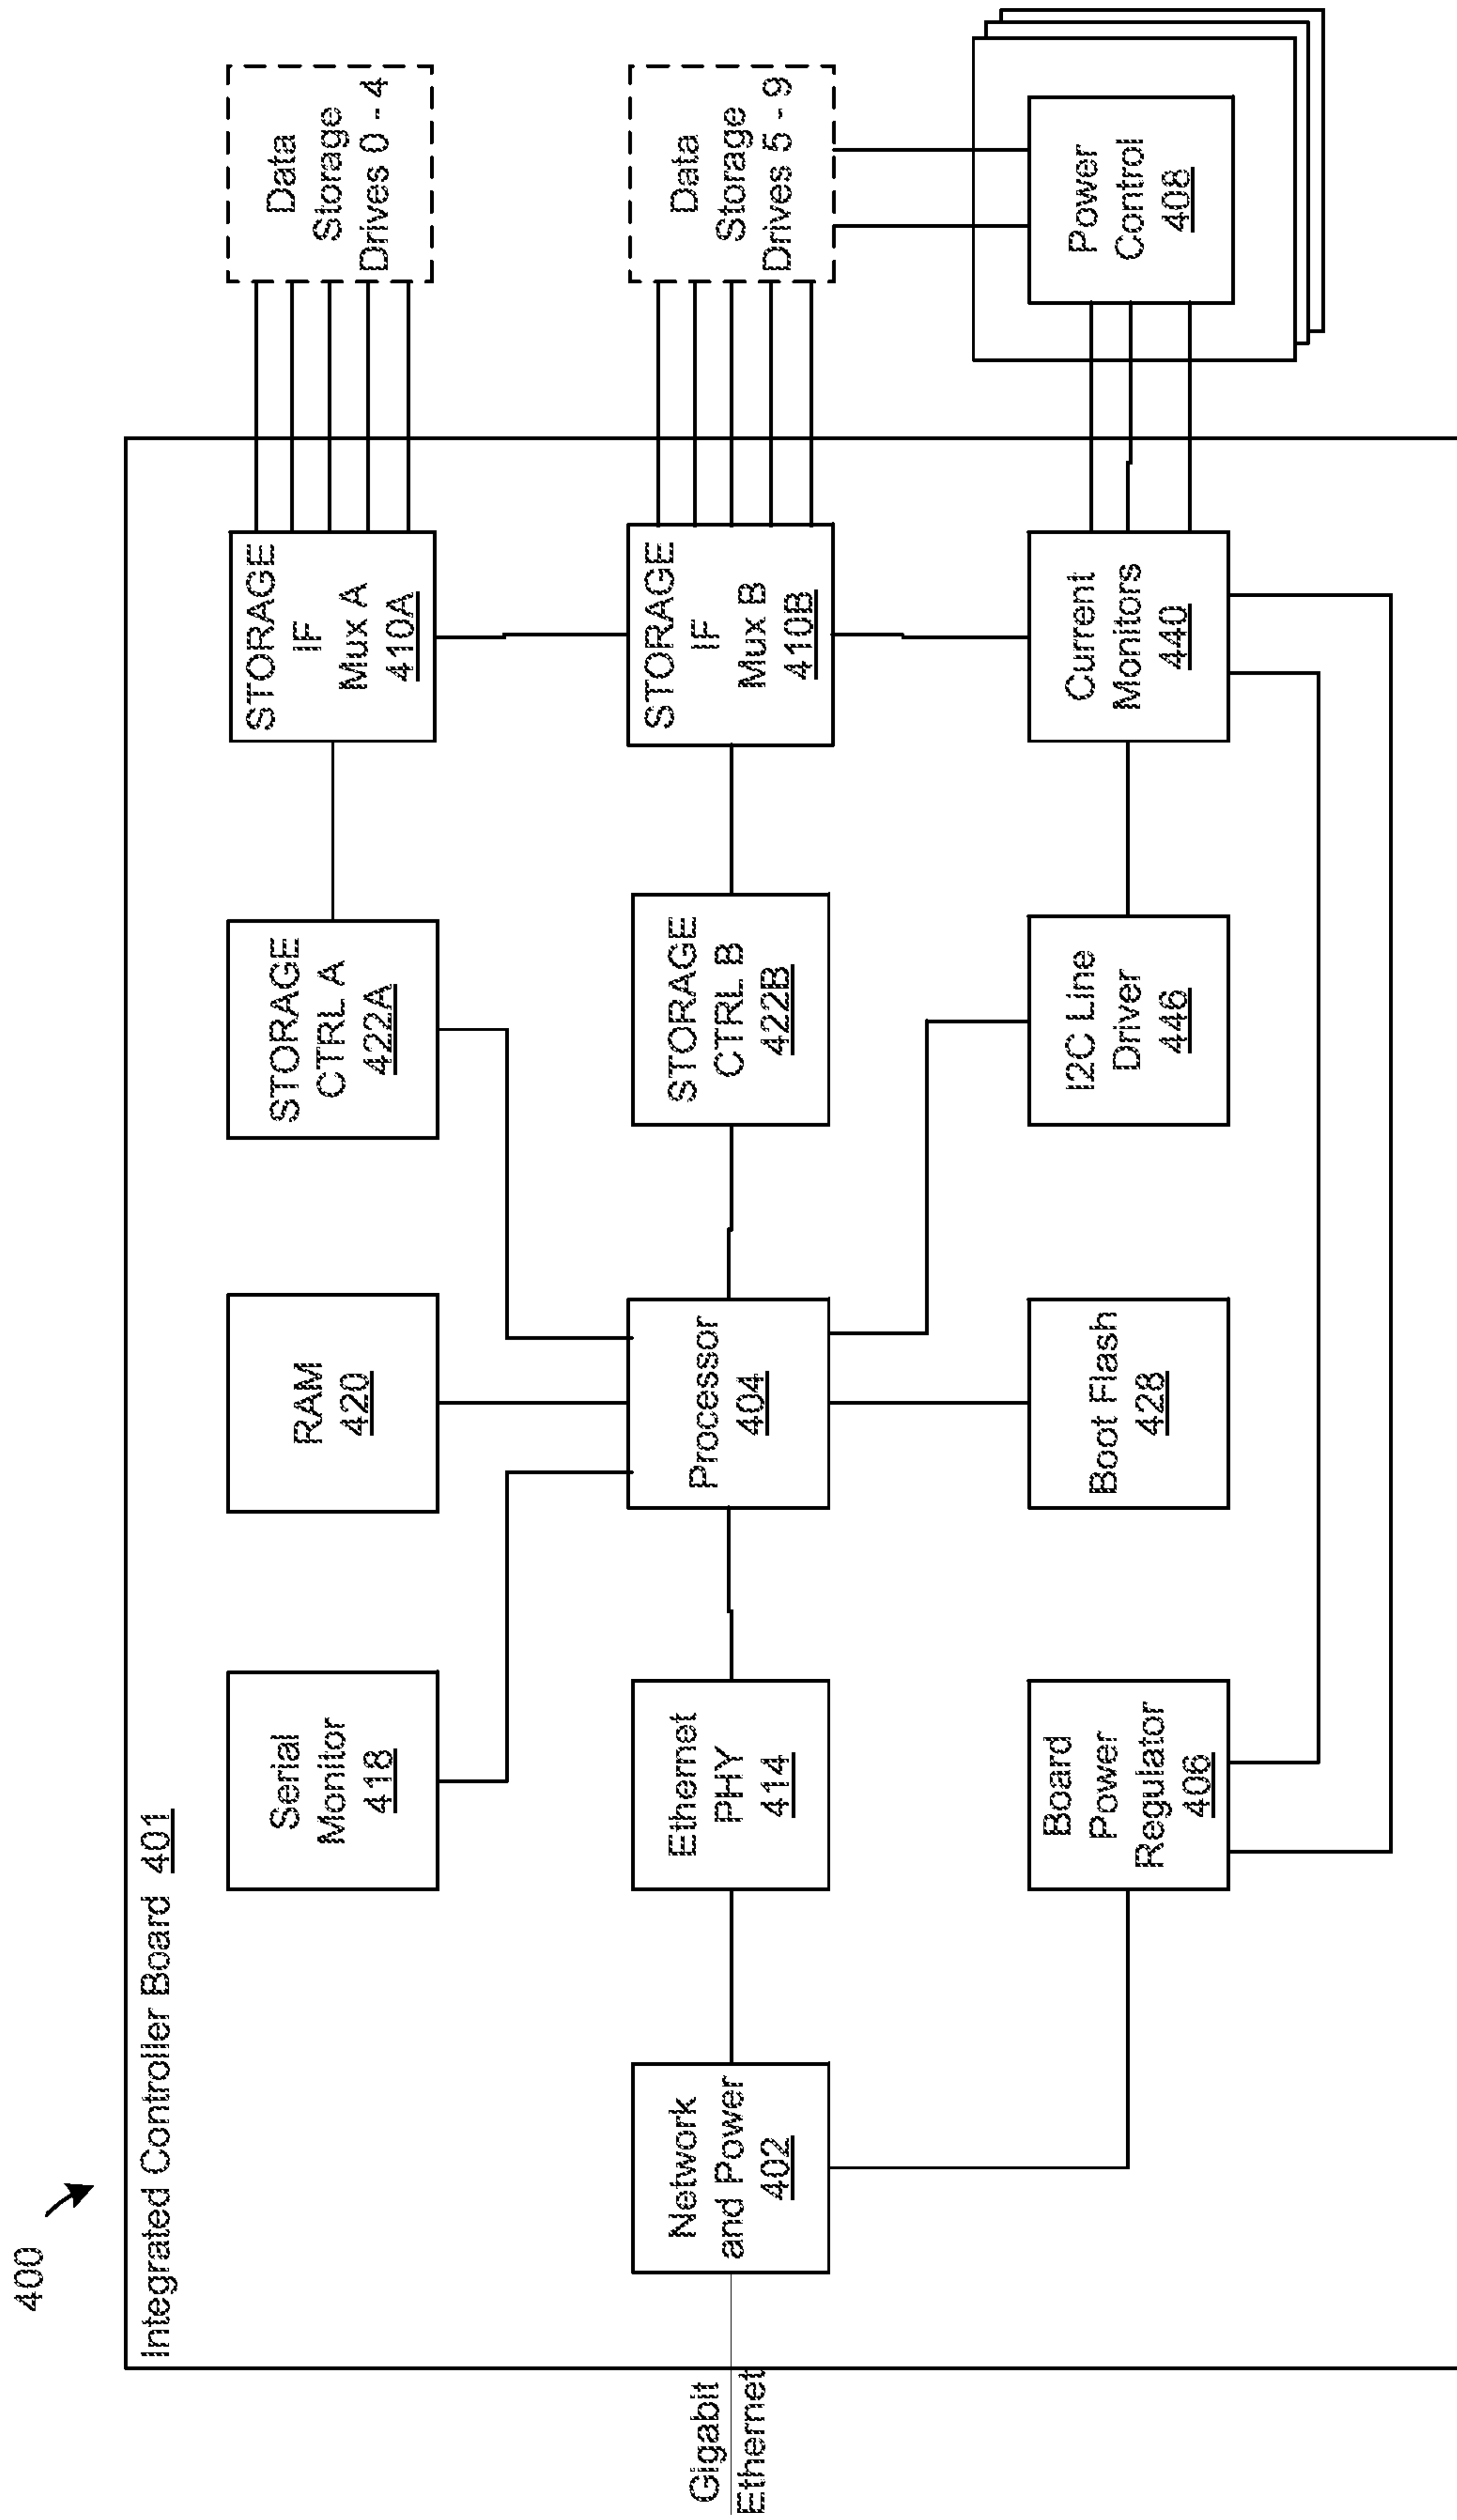 400
Integrated Controller Board 401
Gigabit
Ethernet
Serial
Monitor
418
RAM
420
STORAGE
CTRL A
422A
STORAGE
IF
Mux A
410A
Data
Storage
Drives 0 - 4
Network
and Power
402
Ethernet
PHY
414
Processor
404
STORAGE
CTRL B
422B
STORAGE
IF
Mux B
410B
Data
Storage
Drives 5 - 9
Board
Power
Regulator
406
Boot Flash
428
I2C Line
Driver
446
Current
Monitors
440
Power
Control
408